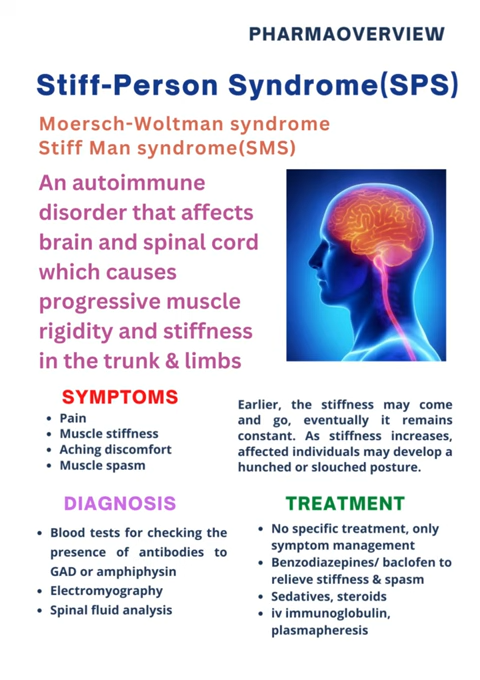 PHARMAOVERVIEW
Stiff-Person Syndrome(SPS)
Moersch-Woltman syndrome
Stiff Man syndrome(SMS)
An autoimmune
disorder that affects
brain and spinal cord
which causes
progressive muscle
rigidity and stiffness
in the trunk & limbs
SYMPTOMS
• Pain
• Muscle stiffness
• Aching discomfort
• Muscle spasm
Earlier, the stiffness may come
and go, eventually it remains
constant. As stiffness increases,
affected individuals may develop a
hunched or slouched posture.
DIAGNOSIS
• Blood tests for checking the
presence of antibodies to
GAD or amphiphysin
• Electromyography
• Spinal fluid analysis
TREATMENT
• No specific treatment, only
symptom management
• Benzodiazepines/ baclofen to
relieve stiffness & spasm
• Sedatives, steroids
• iv immunoglobulin,
plasmapheresis